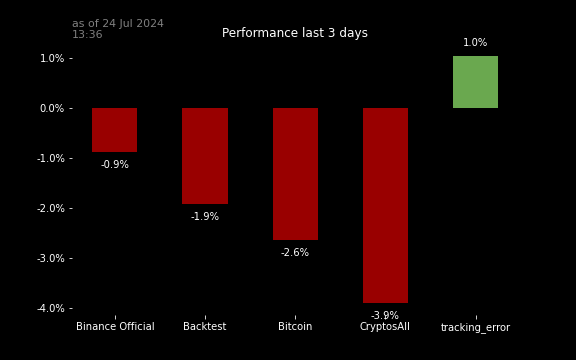 as of 24 Jul 2024
13:36
Performance last 3 days
1.0%
1.0%
0.0%
-1.0%
-2.0%
-3.0%
-4.0%
-0.9%
-1.9%
-2.6%
-3.9%
Binance Official
Backtest
Bitcoin
CryptosAll
tracking_error